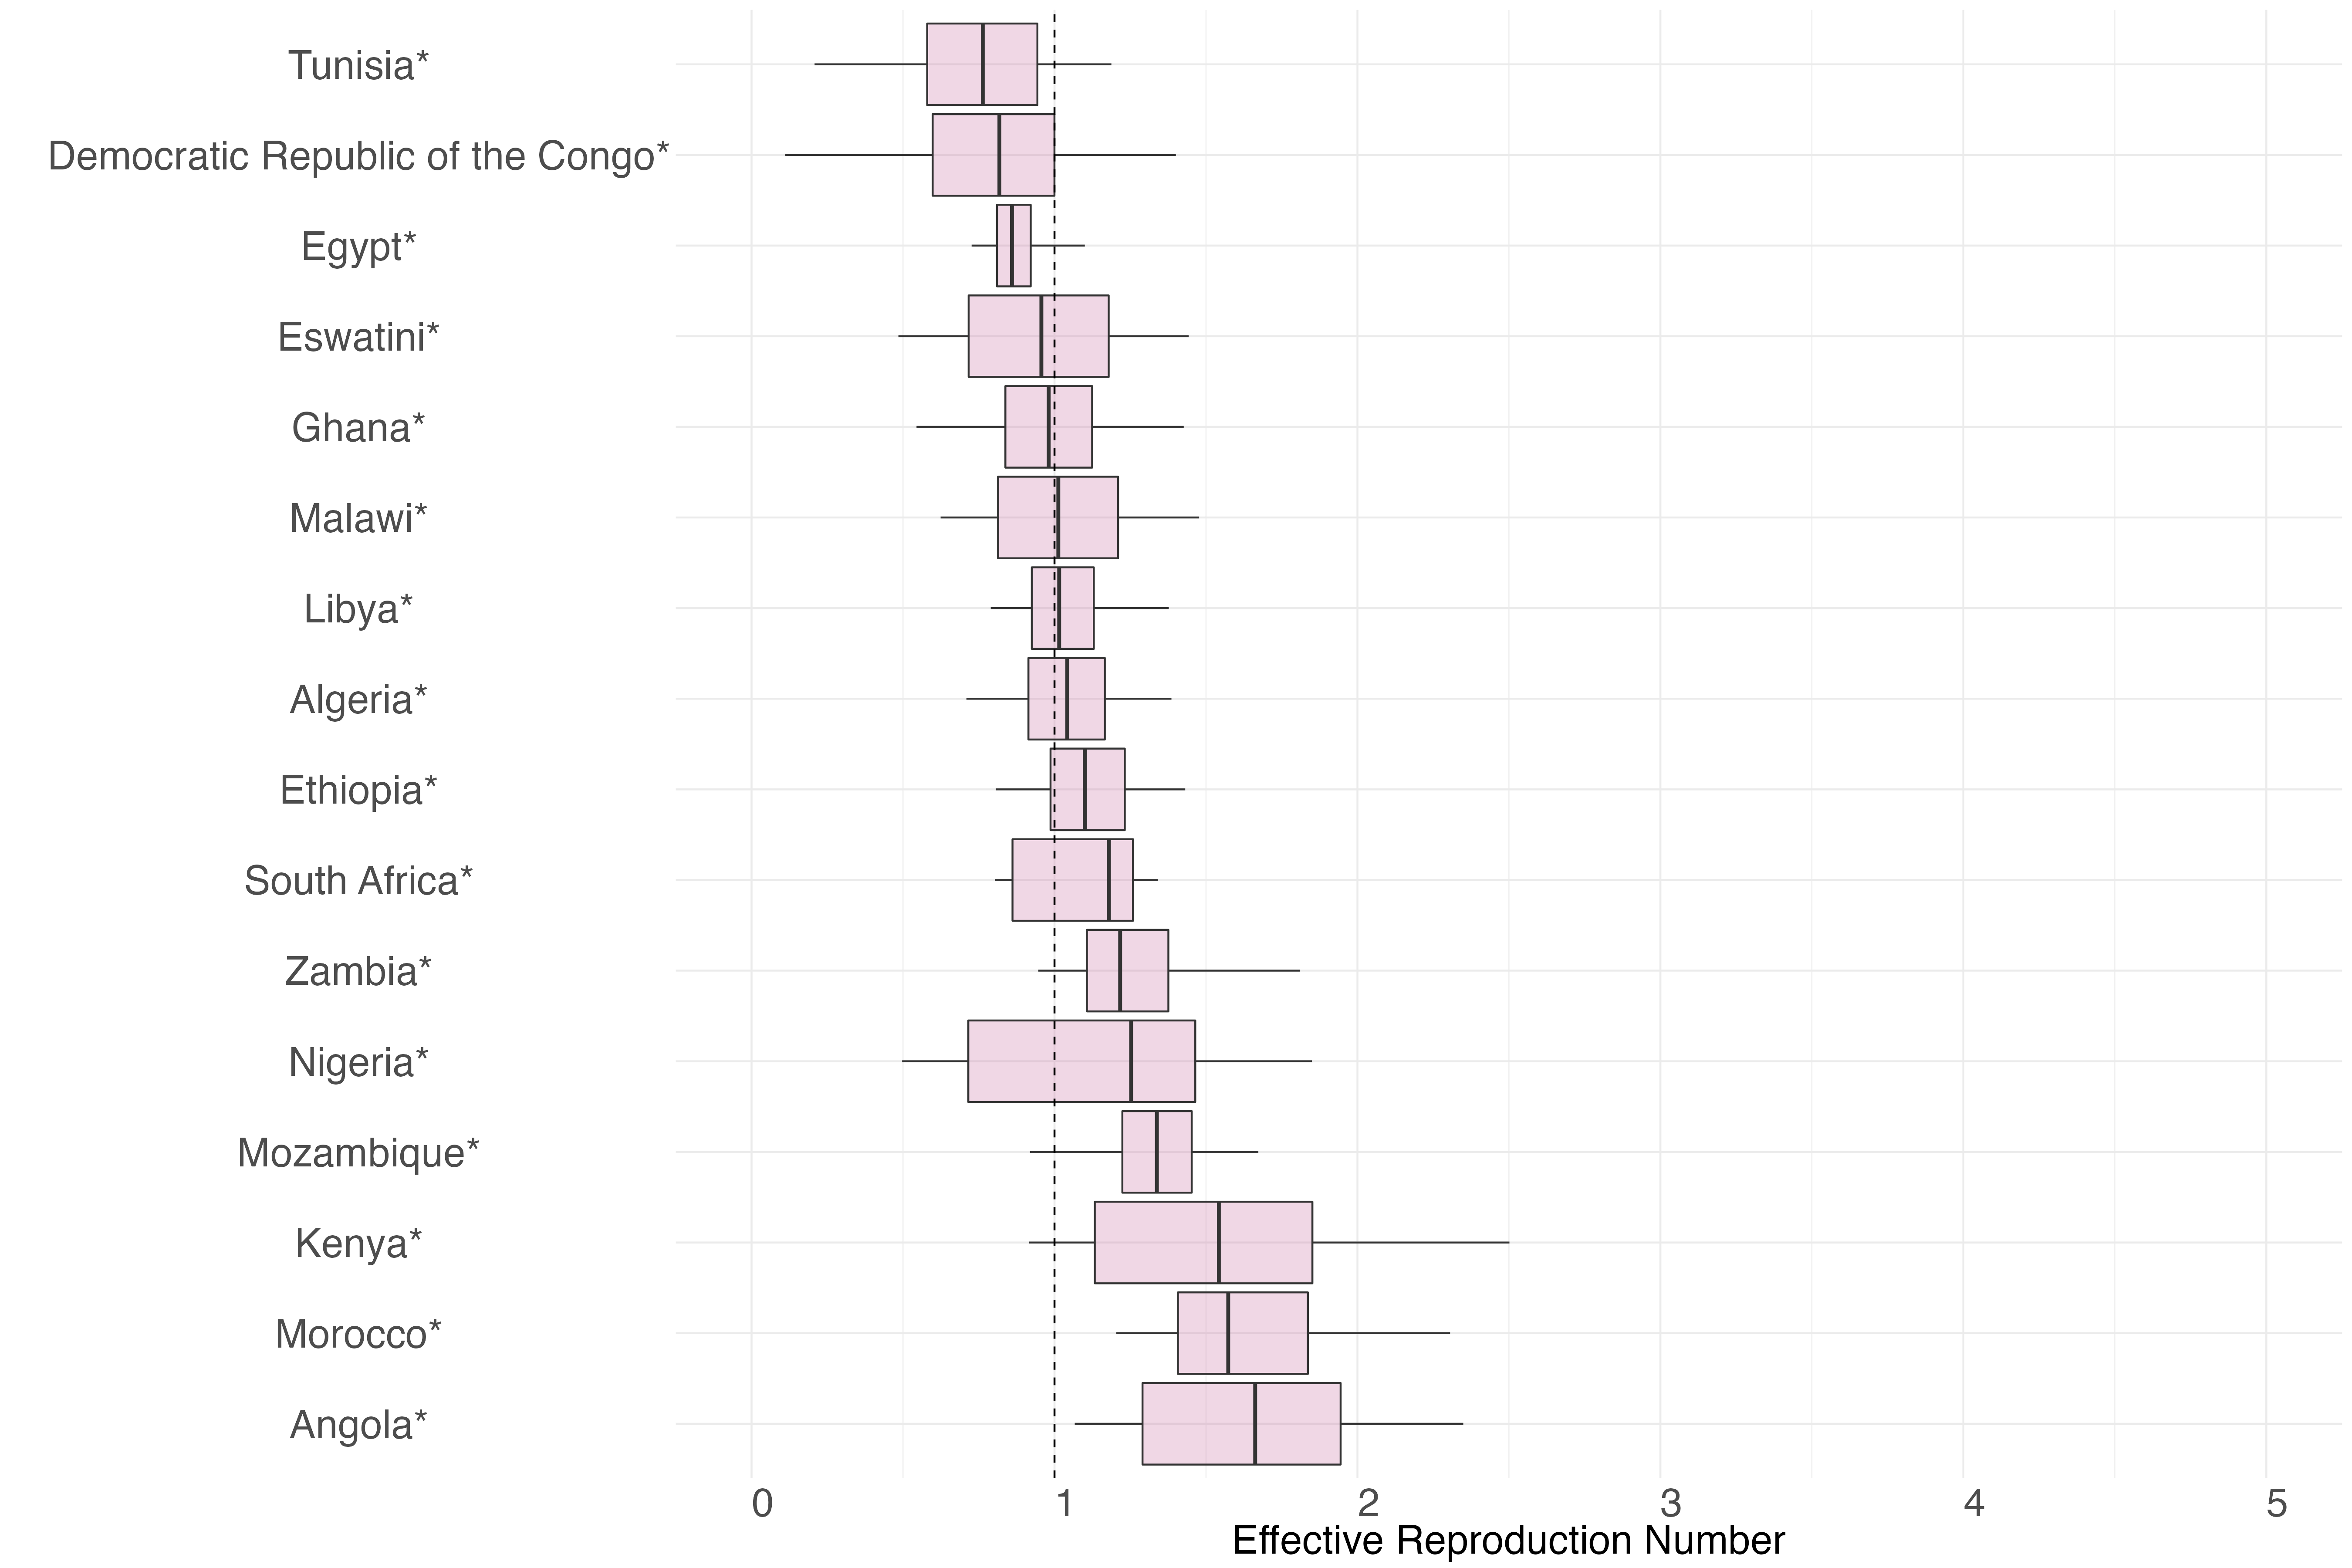 Tunisia*
Democratic Republic of the Congo*
Egypt*
Eswatini*
Ghana*
Malawi*
Libya*
Algeria*
Ethiopia*
South Africa*
Zambia*
Nigeria*
Mozambique*
Kenya*
Morocco*
Angola*
0 1 2 3 4 5
Effective Reproduction Number